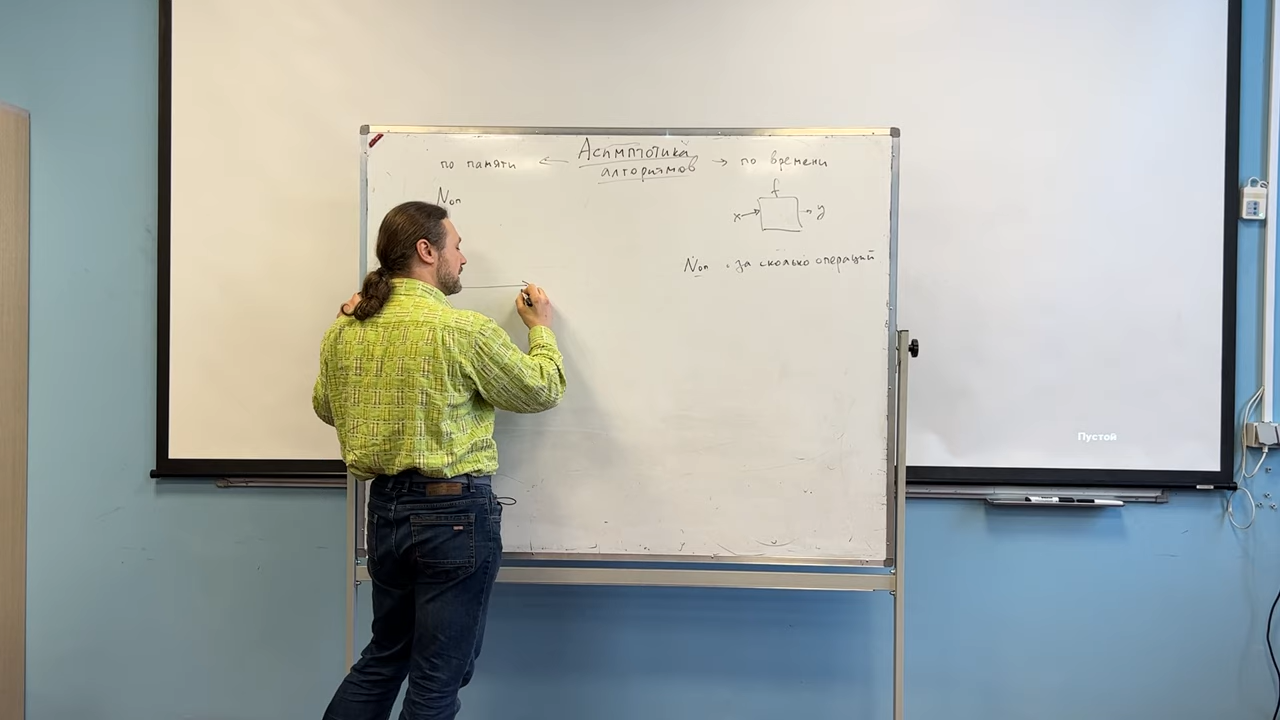 Асимптотика
алгоритмов
по памяти ← → по времени
Nоп
f
x → → y
Nоп за сколько операций
Пустой